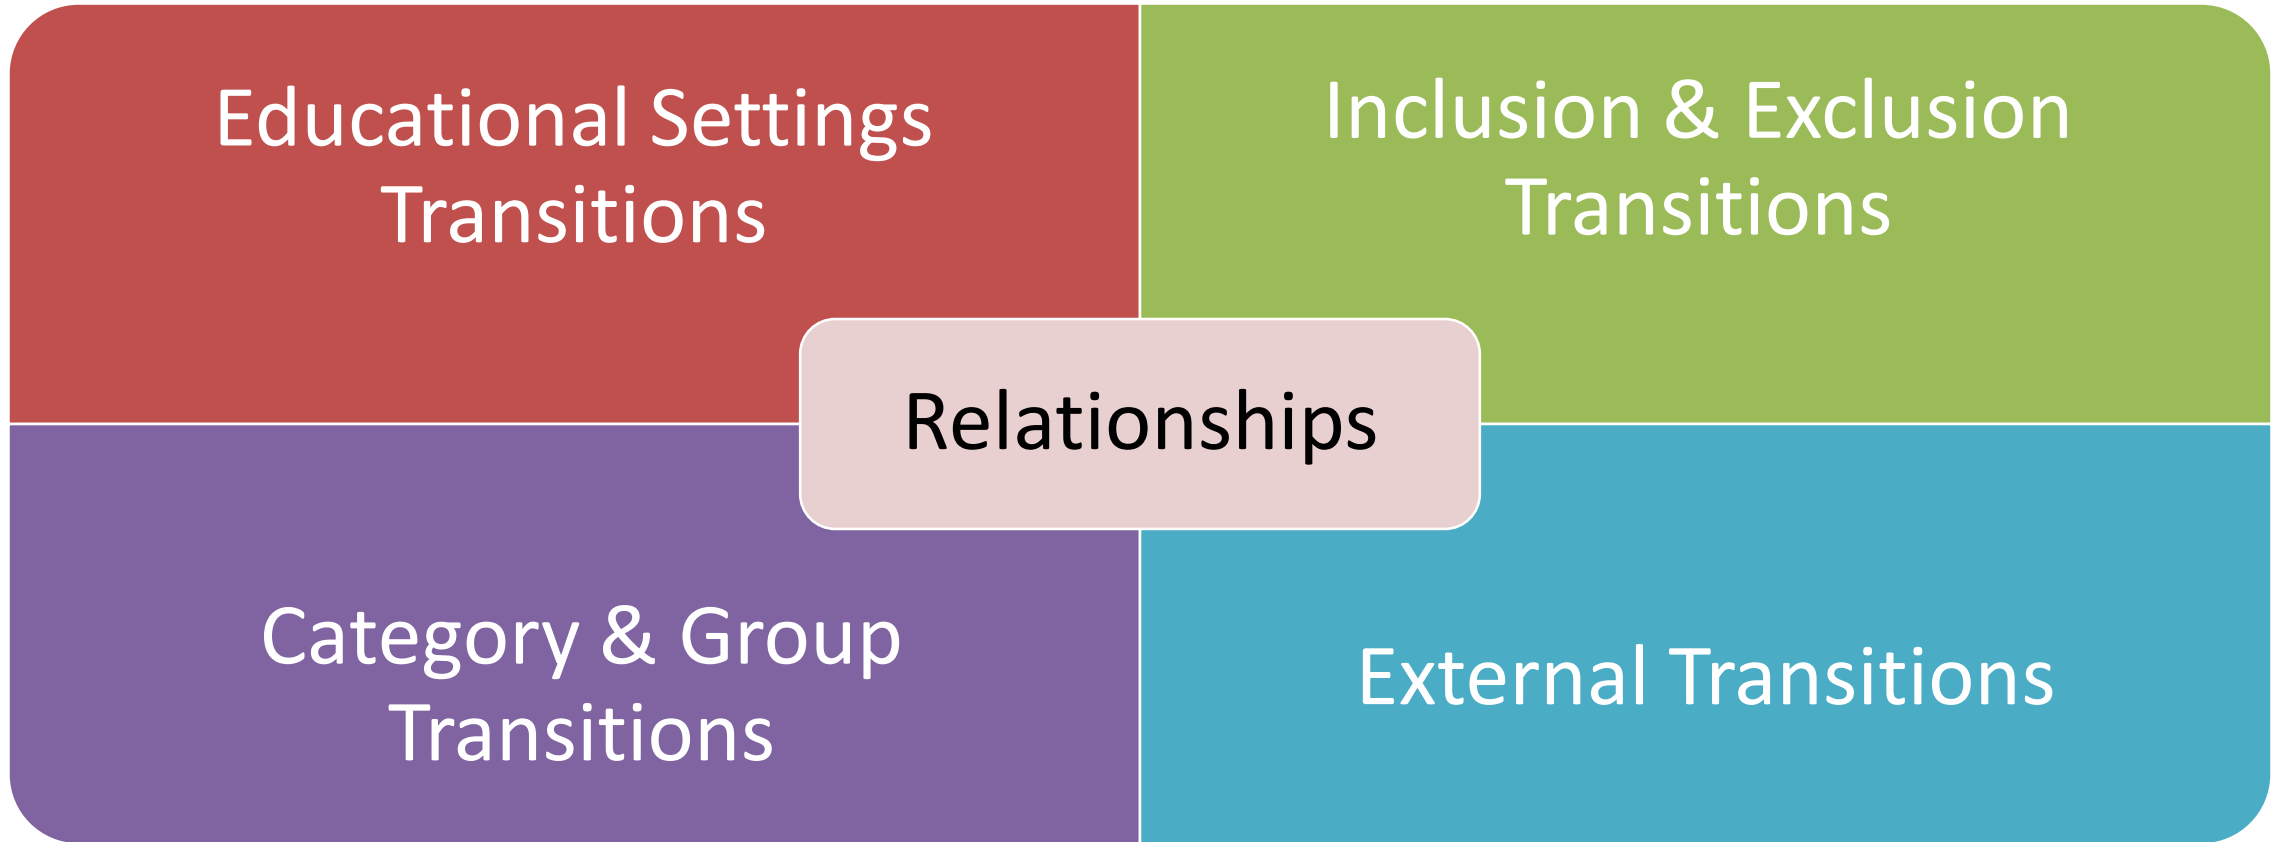 Educational Settings
Transitions
Inclusion & Exclusion
Transitions
Relationships
Category & Group
Transitions
External Transitions